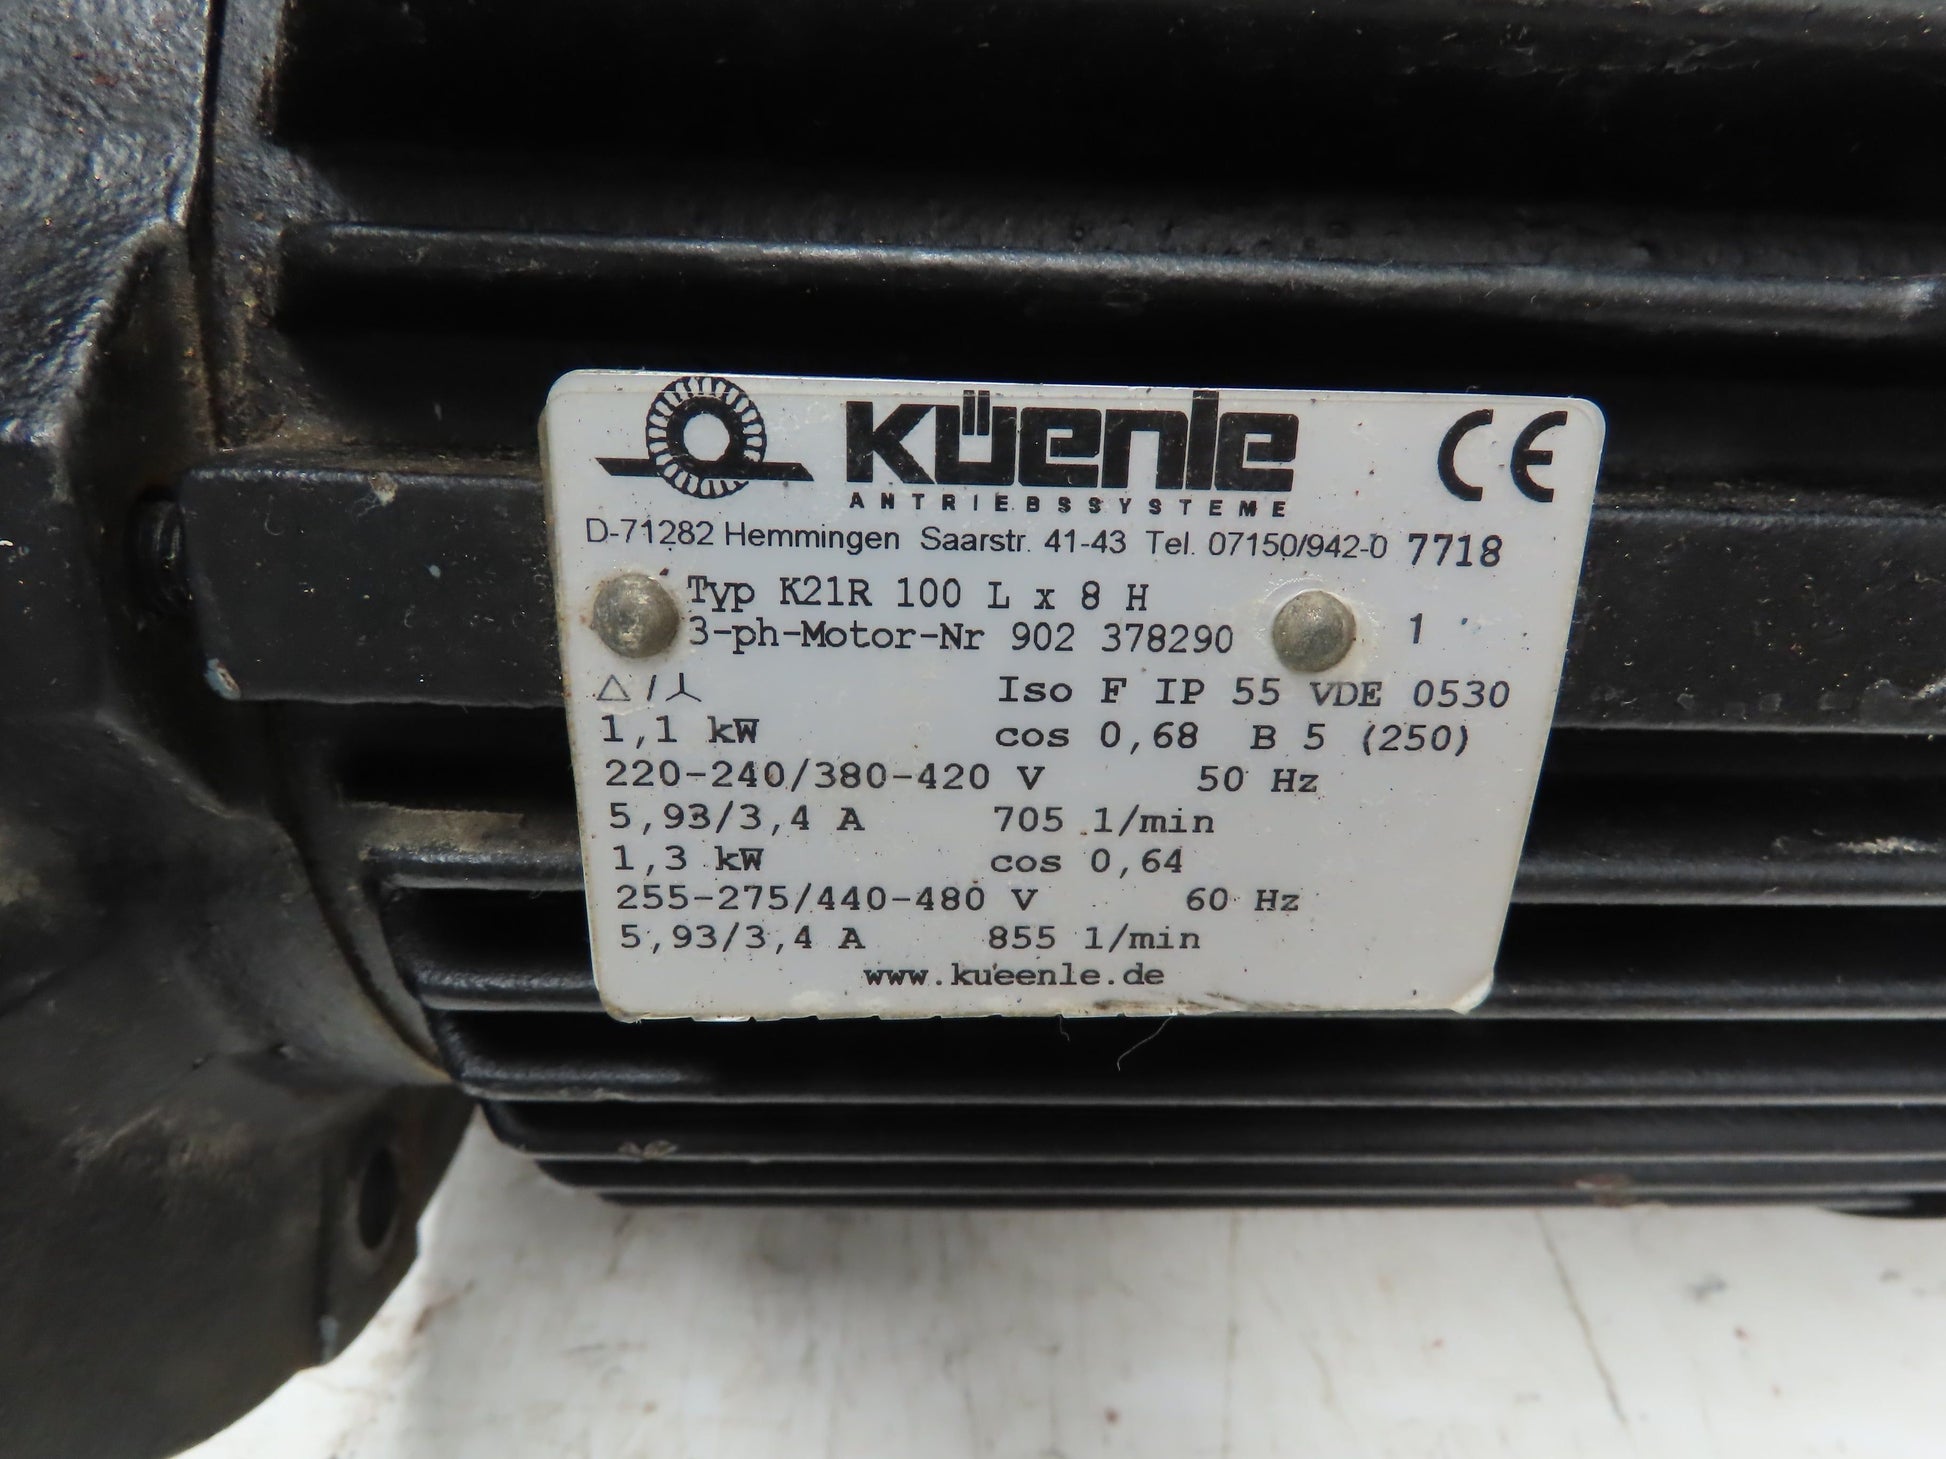 Küenle CE
ANTRIEBSSYSTEME
D-71282 Hemmingen Saarstr. 41-43 Tel. 07150/942-0 7718
Typ K21R 100 L x 8 H
3-ph-Motor-Nr 902 378290 1
△/⅄ Iso F IP 55 VDE 0530
1,1 kW cos 0,68 B 5 (250)
220-240/380-420 V 50 Hz
5,93/3,4 A 705 1/min
1,3 kW cos 0,64
255-275/440-480 V 60 Hz
5,93/3,4 A 855 1/min
www.kueenle.de